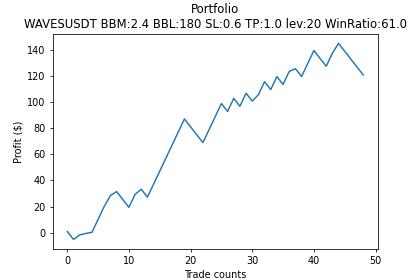 Portfolio
WAVESUSDT BBM:2.4 BBL:180 SL:0.6 TP:1.0 lev:20 WinRatio:61.0
Profit ($)
140
120
100
80
60
40
20
0
0 10 20 30 40 50
Trade counts